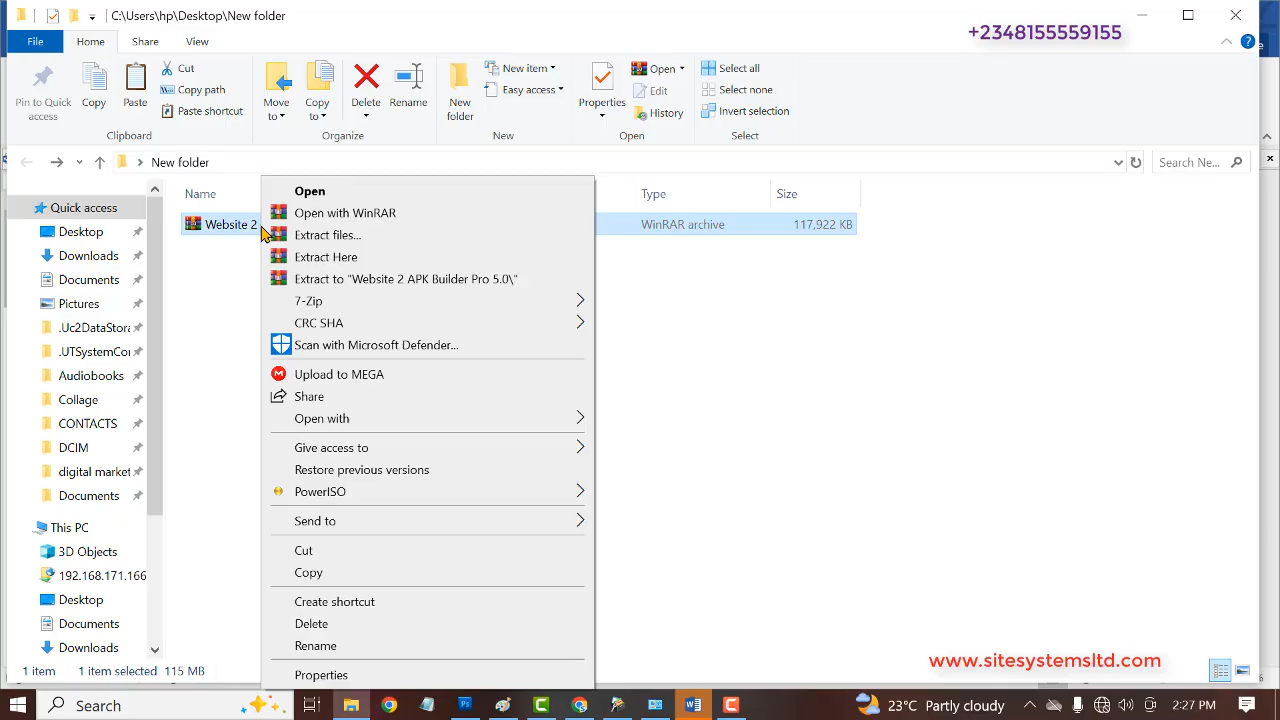 C:\Users\hp\Desktop\New folder
+2348155559155
File Home Share View
Pin to Quick access
Copy
Paste
Cut
Copy path
Paste shortcut
Clipboard
Move to
Copy to
Delete
Rename
Organize
New folder
New item
Easy access
New
Properties
Open
Edit
History
Open
Select all
Select none
Invert selection
Select
New folder
Search Ne...
Name Type Size
Website 2 WinRAR archive 117,922 KB
Quick access
Desktop
Downloads
Documents
Pictures
.Uc2DataStora
.UTSystemCon
Audiobooks
Collage
CONTACTS
DCIM
digital market
Documents
This PC
3D Objects
192.168.171.166
Desktop
Documents
Downloads
Open
Open with WinRAR
Extract files...
Extract Here
Extract to "Website 2 APK Builder Pro 5.0\"
7-Zip
CRC SHA
Scan with Microsoft Defender...
Upload to MEGA
Share
Open with
Give access to
Restore previous versions
PowerISO
Send to
Cut
Copy
Create shortcut
Delete
Rename
Properties
1 item 1 item selected 115 MB
www.sitesystemsltd.com
Search
23°C Partly cloudy
2:27 PM